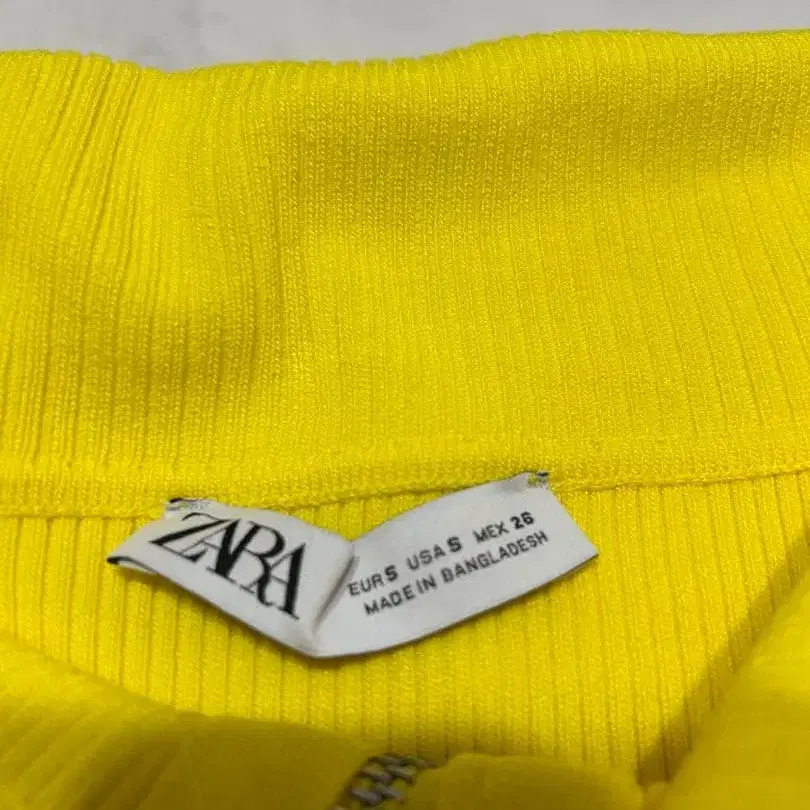 ZARA
EUR S USA S MEX 26
MADE IN BANGLADESH